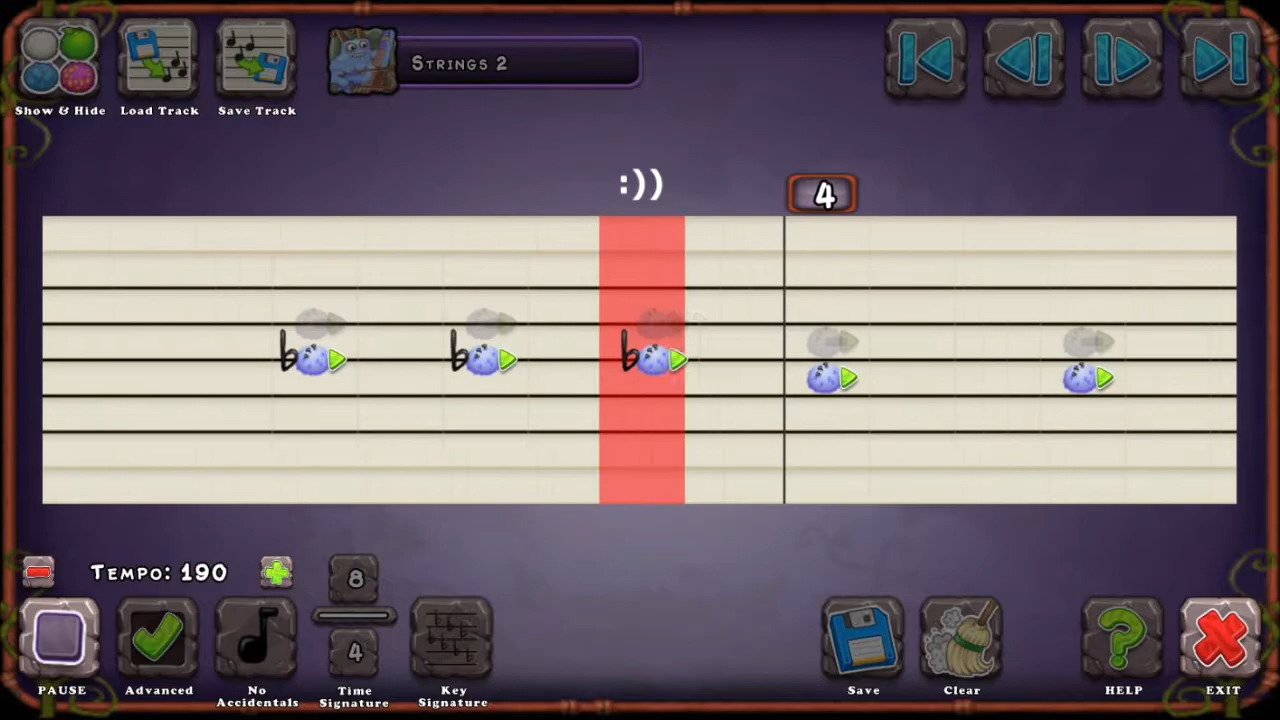 Show & Hide
Load Track
Save Track
Strings 2
:))
4
Tempo: 190
8
4
PAUSE
Advanced
No
Accidentals
Time
Signature
Key
Signature
Save
Clear
HELP
EXIT